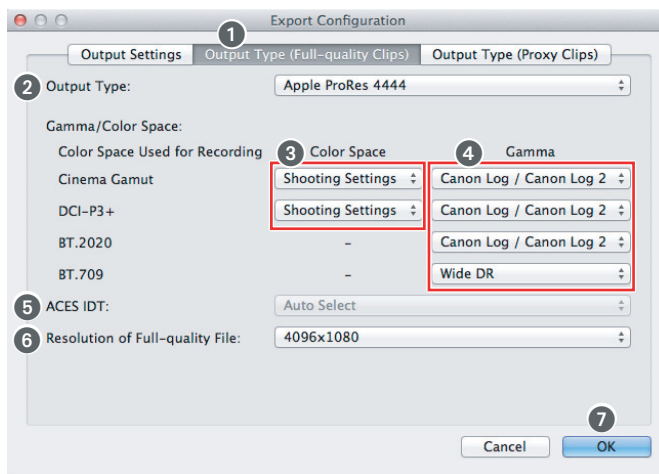 Export Configuration
1
Output Settings Output Type (Full-quality Clips) Output Type (Proxy Clips)
2 Output Type: Apple ProRes 4444
Gamma/Color Space:
Color Space Used for Recording 3 Color Space 4 Gamma
Cinema Gamut Shooting Settings Canon Log / Canon Log 2
DCI-P3+ Shooting Settings Canon Log / Canon Log 2
BT.2020 – Canon Log / Canon Log 2
BT.709 – Wide DR
5 ACES IDT: Auto Select
6 Resolution of Full-quality File: 4096x1080
7
Cancel OK